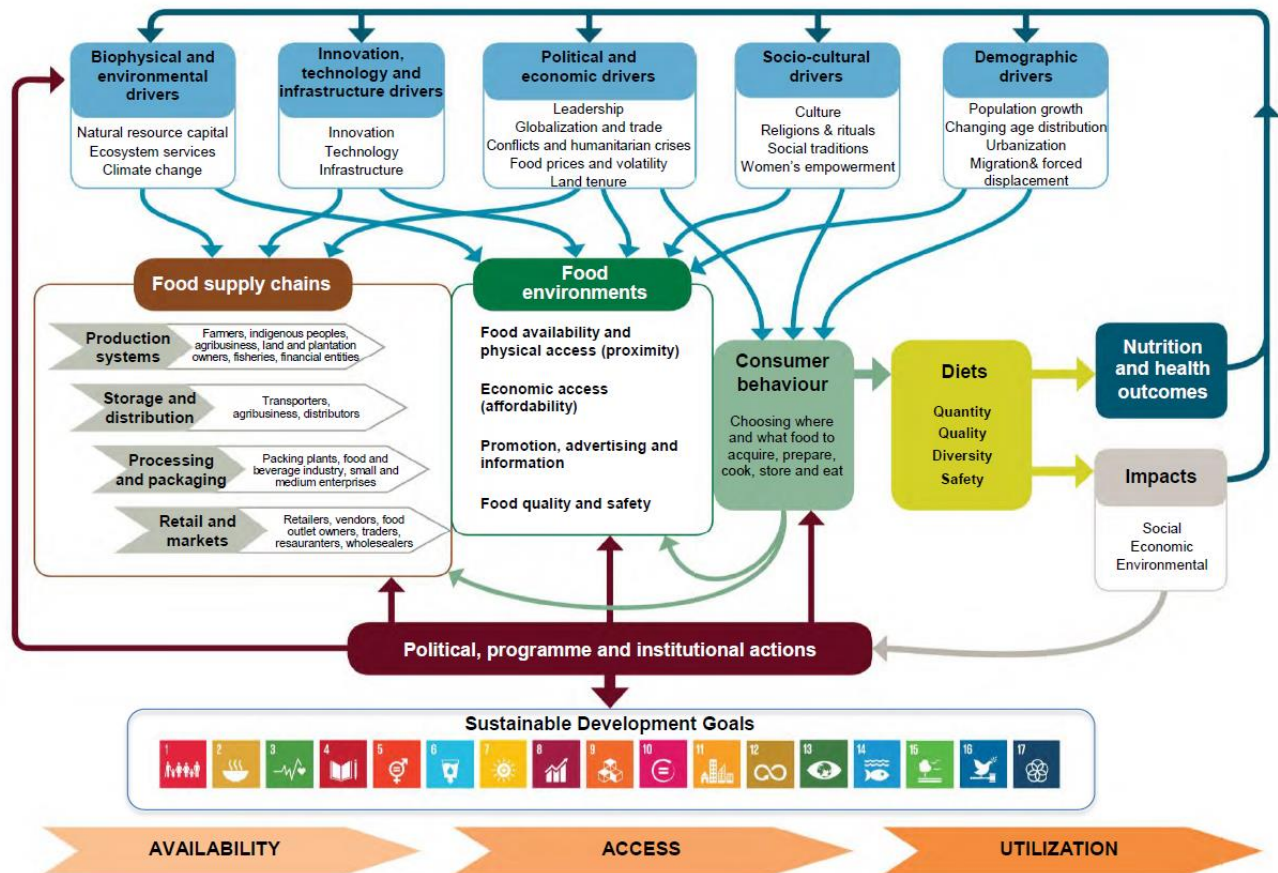 Biophysical and
environmental
drivers
Natural resource capital
Ecosystem services
Climate change
Innovation,
technology and
infrastructure drivers
Innovation
Technology
Infrastructure
Political and
economic drivers
Leadership
Globalization and trade
Conflicts and humanitarian crises
Food prices and volatility
Land tenure
Socio-cultural
drivers
Culture
Religions & rituals
Social traditions
Women's empowerment
Demographic
drivers
Population growth
Changing age distribution
Urbanization
Migration& forced
displacement
Food supply chains
Production
systems
Farmers, indigenous peoples,
agribusiness, land and plantation
owners, fisheries, financial entities
Storage and
distribution
Transporters,
agribusiness, distributors
Processing
and packaging
Packing plants, food and
beverage industry, small and
medium enterprises
Retail and
markets
Retailers, vendors, food
outlet owners, traders,
resauranters, wholesealers
Food
environments
Food availability and
physical access (proximity)
Economic access
(affordability)
Promotion, advertising and
information
Food quality and safety
Consumer
behaviour
Choosing where
and what food to
acquire, prepare,
cook, store and eat
Diets
Quantity
Quality
Diversity
Safety
Nutrition
and health
outcomes
Impacts
Social
Economic
Environmental
Political, programme and institutional actions
Sustainable Development Goals
1 2 3 4 5 6 7 8 9 10 11 12 13 14 15 16 17
AVAILABILITY ACCESS UTILIZATION